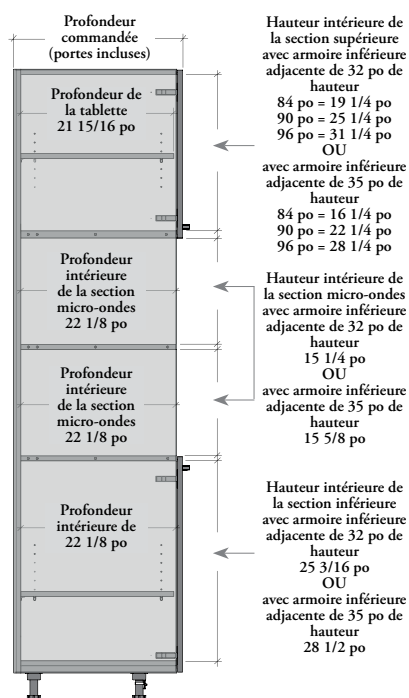 Profondeur
commandée
(portes incluses)
Profondeur de
la tablette
21 15/16 po
Profondeur
intérieure
de la section
micro-ondes
22 1/8 po
Profondeur
intérieure
de la section
micro-ondes
22 1/8 po
Profondeur
intérieure de
22 1/8 po
Hauteur intérieure de
la section supérieure
avec armoire inférieure
adjacente de 32 po de
hauteur
84 po = 19 1/4 po
90 po = 25 1/4 po
96 po = 31 1/4 po
OU
avec armoire inférieure
adjacente de 35 po de
hauteur
84 po = 16 1/4 po
90 po = 22 1/4 po
96 po = 28 1/4 po
Hauteur intérieure de
la section micro-ondes
avec armoire inférieure
adjacente de 32 po de
hauteur
15 1/4 po
OU
avec armoire inférieure
adjacente de 35 po de
hauteur
15 5/8 po
Hauteur intérieure de
la section inférieure
avec armoire inférieure
adjacente de 32 po de
hauteur
25 3/16 po
OU
avec armoire inférieure
adjacente de 35 po de
hauteur
28 1/2 po